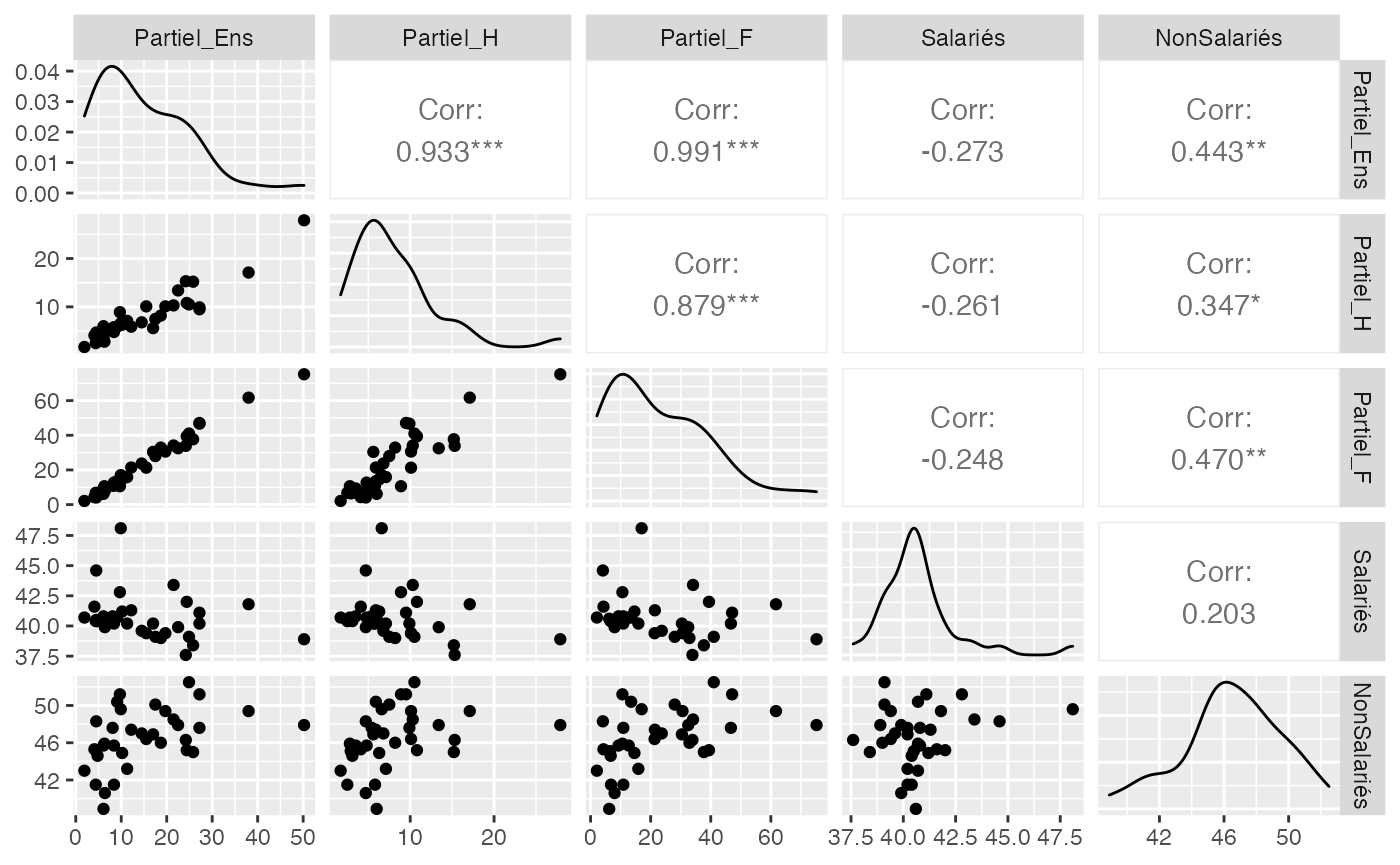 Partiel_Ens Partiel_H Partiel_F Salariés NonSalariés
0.04
0.03
0.02
0.01
0.00
Corr:
0.933***
Corr:
0.991***
Corr:
-0.273
Corr:
0.443**
Partiel_Ens
20
10
Corr:
0.879***
Corr:
-0.261
Corr:
0.347*
Partiel_H
60
40
20
0
Corr:
-0.248
Corr:
0.470**
Partiel_F
47.5
45.0
42.5
40.0
37.5
Corr:
0.203
Salariés
50
46
42
NonSalariés
0 10 20 30 40 50 10 20 0 20 40 60 37.5 40.0 42.5 45.0 47.5 42 46 50